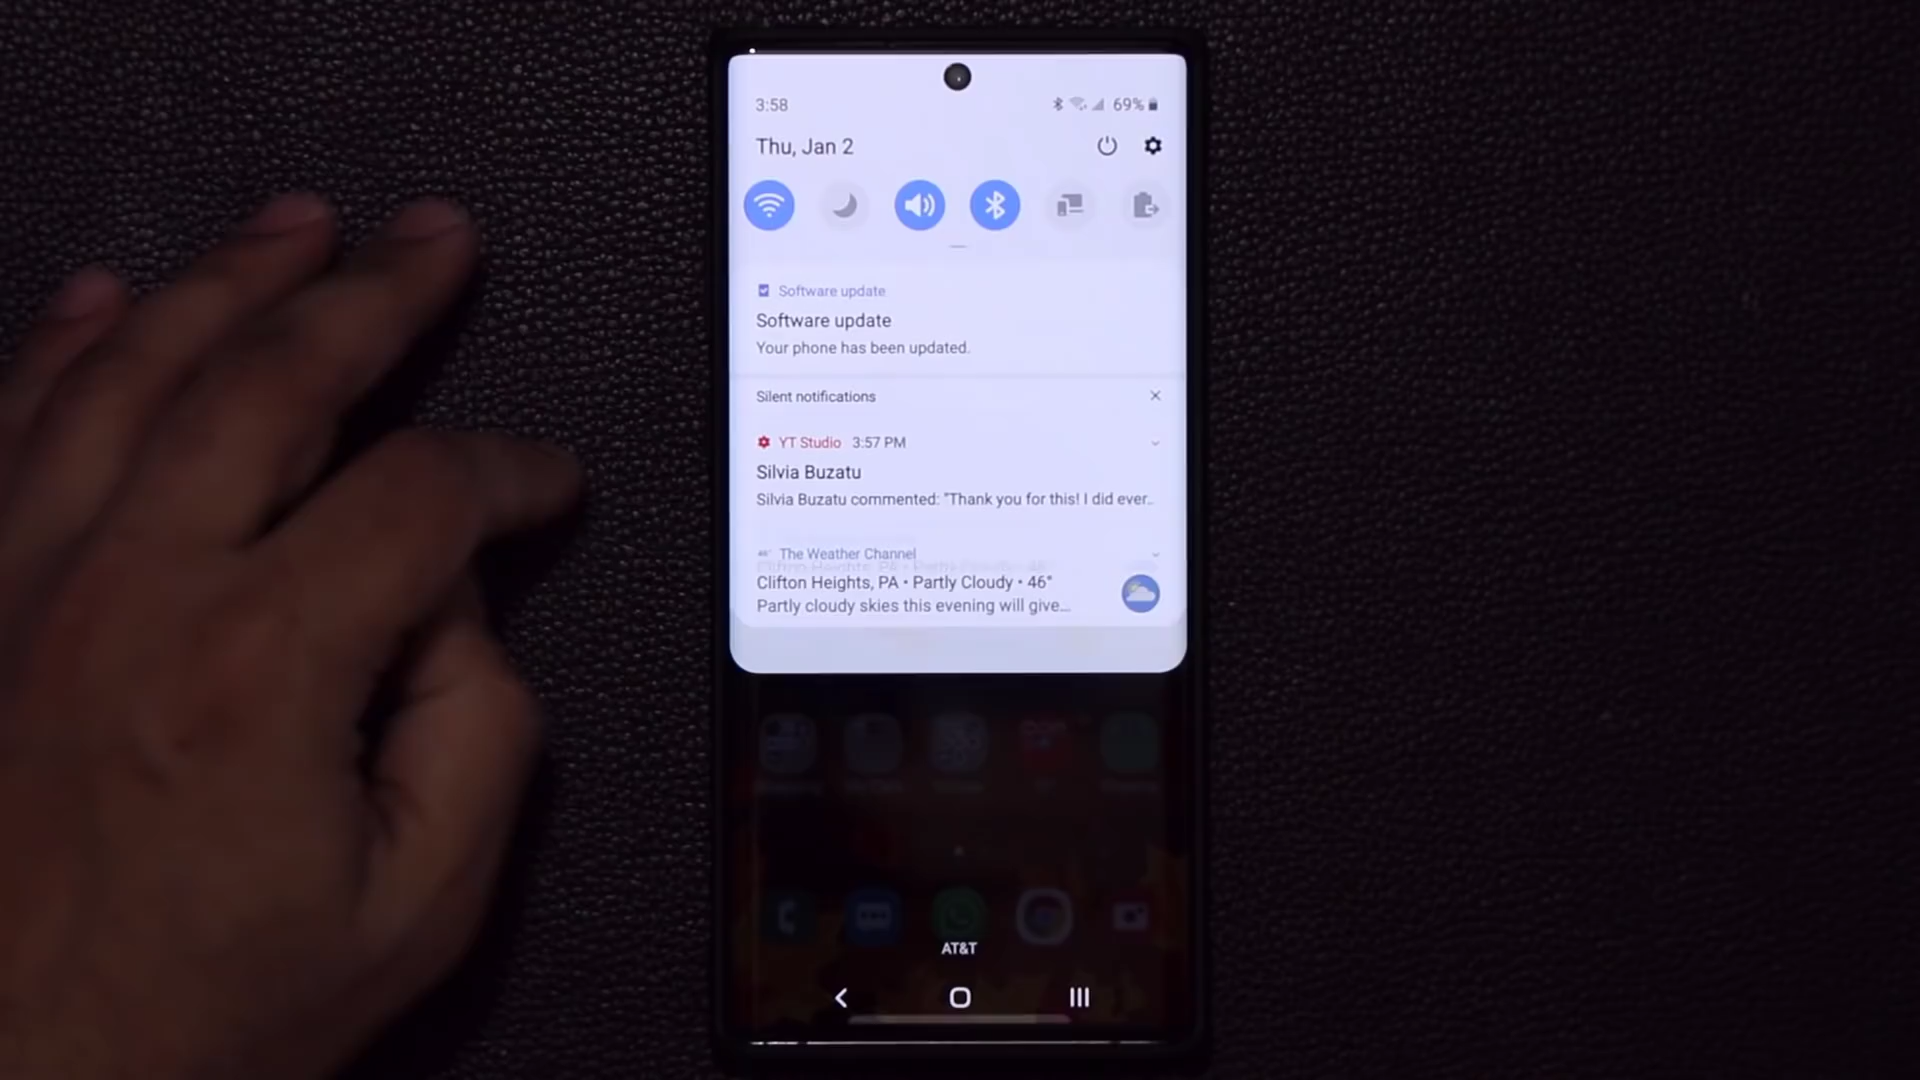 3:58
69%
Thu, Jan 2
Software update
Software update
Your phone has been updated.
Silent notifications
YT Studio 3:57 PM
Silvia Buzatu
Silvia Buzatu commented: "Thank you for this! I did ever..
46° The Weather Channel
Clifton Heights, PA • Partly Cloudy • 46°
Partly cloudy skies this evening will give...
AT&T